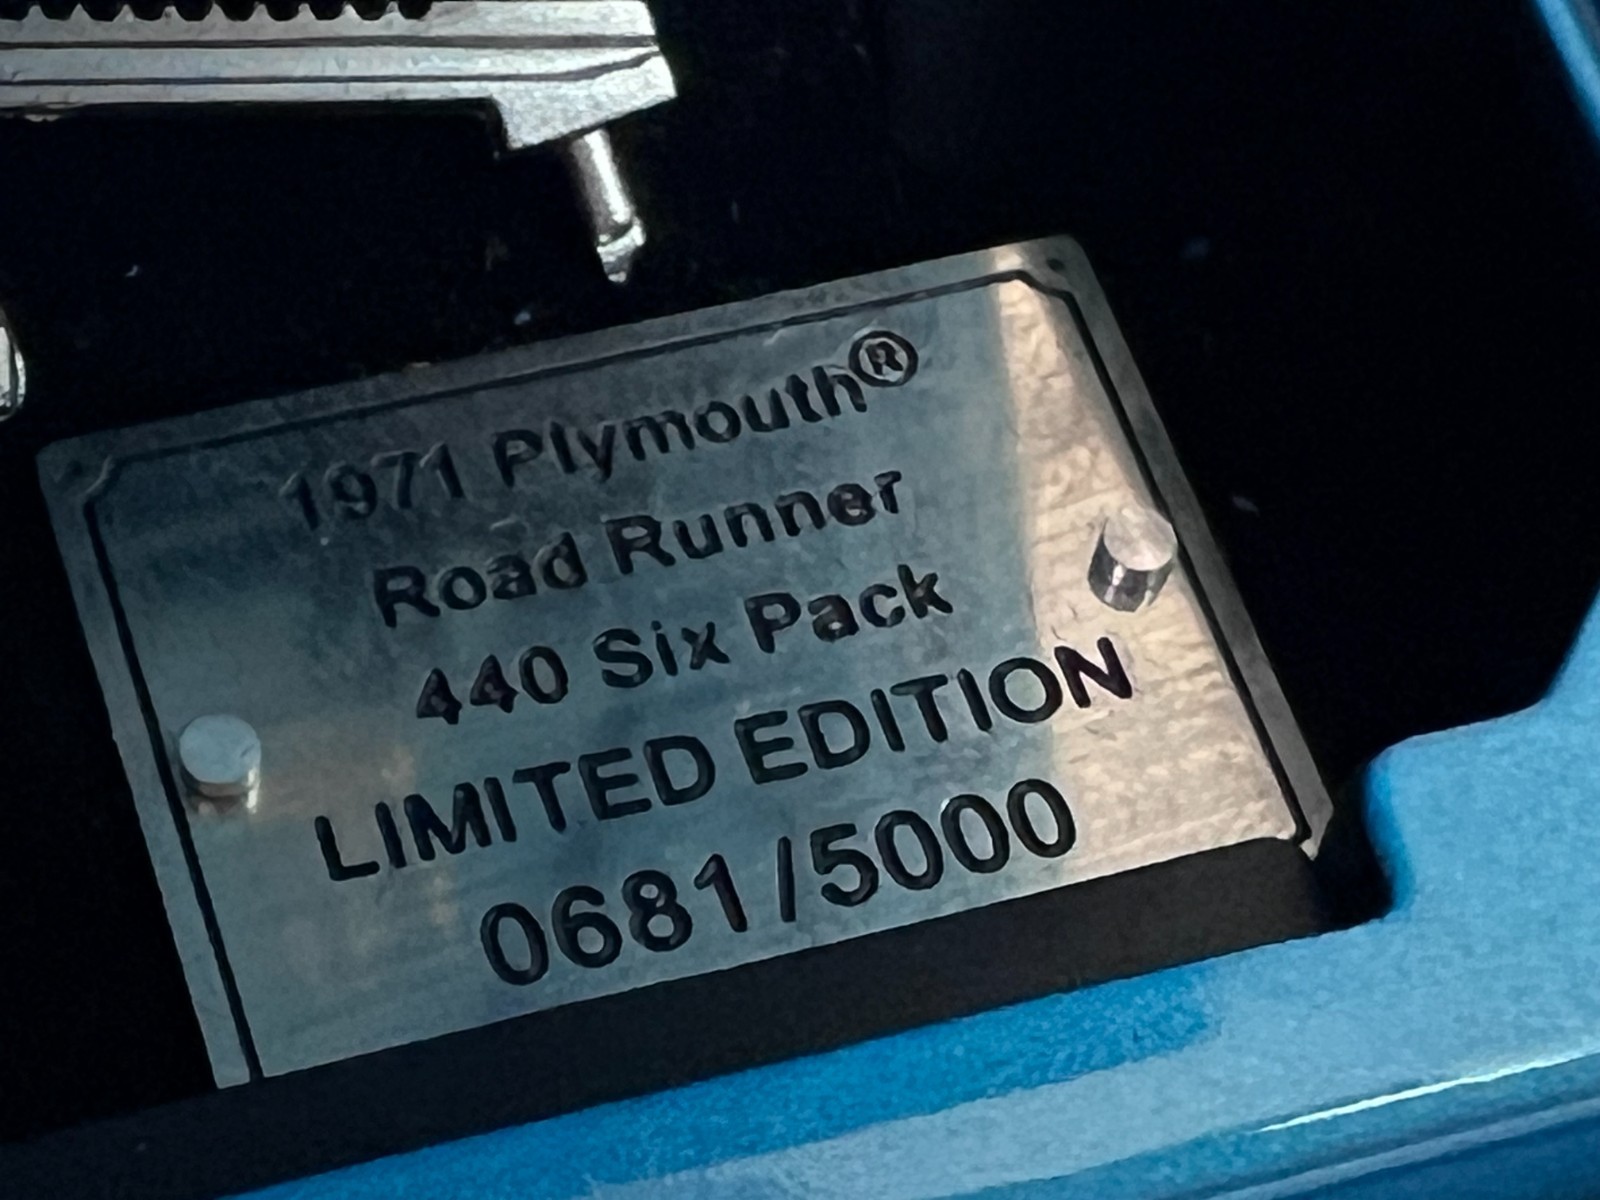 1971 Plymouth®
Road Runner
440 Six Pack
LIMITED EDITION
0681/5000